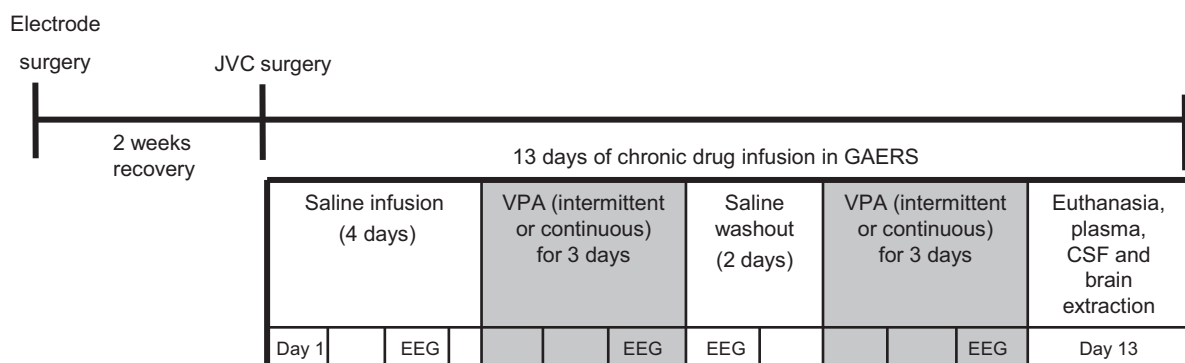 Electrode
surgery
JVC surgery
2 weeks
recovery
13 days of chronic drug infusion in GAERS
Saline infusion
(4 days)
VPA (intermittent
or continuous)
for 3 days
Saline
washout
(2 days)
VPA (intermittent
or continuous)
for 3 days
Euthanasia,
plasma,
CSF and
brain
extraction
Day 1
EEG
EEG
EEG
EEG
Day 13